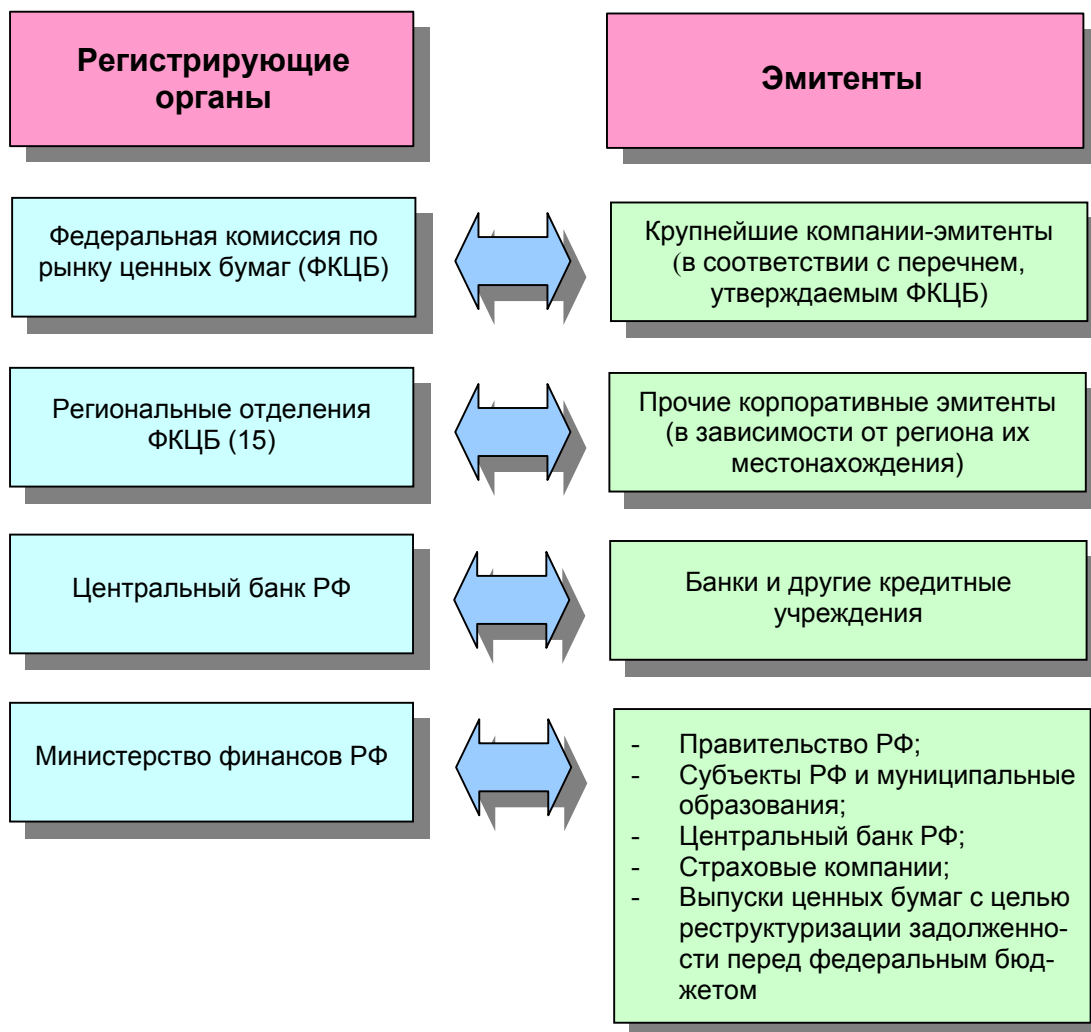 Регистрирующие
органы
Эмитенты
Федеральная комиссия по
рынку ценных бумаг (ФКЦБ)
Крупнейшие компании-эмитенты
(в соответствии с перечнем,
утверждаемым ФКЦБ)
Региональные отделения
ФКЦБ (15)
Прочие корпоративные эмитенты
(в зависимости от региона их
местонахождения)
Центральный банк РФ
Банки и другие кредитные
учреждения
Министерство финансов РФ
- Правительство РФ;
- Субъекты РФ и муниципальные
образования;
- Центральный банк РФ;
- Страховые компании;
- Выпуски ценных бумаг с целью
реструктуризации задолженно-
сти перед федеральным бюд-
жетом